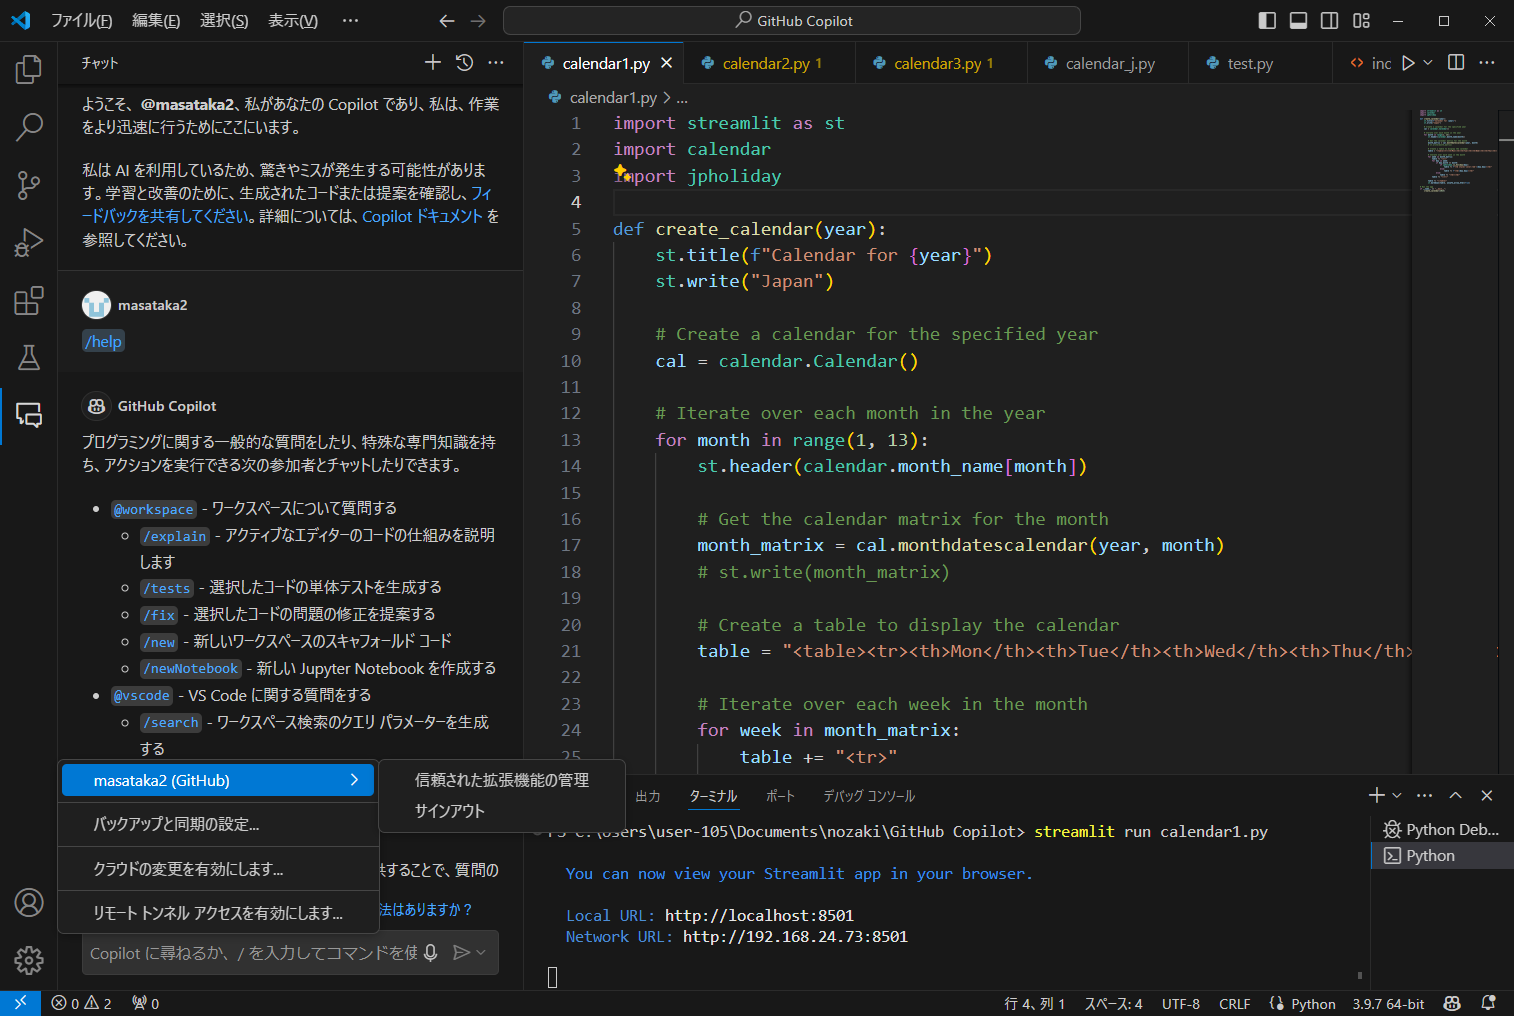 ファイル(F) 編集(E) 選択(S) 表示(V) ··· GitHub Copilot
チャット
ようこそ、@masataka2、私があなたの Copilot であり、私は、作業
をより迅速に行うためにここにいます。
私は AI を利用しているため、驚きやミスが発生する可能性がありま
す。学習と改善のために、生成されたコードまたは提案を確認し、フィ
ードバックを共有してください。詳細については、Copilot ドキュメント を
参照してください。
masataka2
/help
GitHub Copilot
プログラミングに関する一般的な質問をしたり、特殊な専門知識を持
ち、アクションを実行できる次の参加者とチャットしたりできます。
• @workspace - ワークスペースについて質問する
◦ /explain - アクティブなエディターのコードの仕組みを説明
します
◦ /tests - 選択したコードの単体テストを生成する
◦ /fix - 選択したコードの問題の修正を提案する
◦ /new - 新しいワークスペースのスキャフォールド コード
◦ /newNotebook - 新しい Jupyter Notebook を作成する
• @vscode - VS Code に関する質問をする
◦ /search - ワークスペース検索のクエリ パラメーターを生成
する
masataka2 (GitHub)
バックアップと同期の設定...
クラウドの変更を有効にします...
リモート トンネル アクセスを有効にします...
信頼された拡張機能の管理
サインアウト
することで、質問の
法はありますか？
Copilot に尋ねるか、/ を入力してコマンドを使
calendar1.py calendar2.py 1 calendar3.py 1 calendar_j.py test.py <> inc
calendar1.py > ...
1 import streamlit as st
2 import calendar
3 import jpholiday
4
5 def create_calendar(year):
6 st.title(f"Calendar for {year}")
7 st.write("Japan")
8
9 # Create a calendar for the specified year
10 cal = calendar.Calendar()
11
12 # Iterate over each month in the year
13 for month in range(1, 13):
14 st.header(calendar.month_name[month])
15
16 # Get the calendar matrix for the month
17 month_matrix = cal.monthdatescalendar(year, month)
18 # st.write(month_matrix)
19
20 # Create a table to display the calendar
21 table = "<table><tr><th>Mon</th><th>Tue</th><th>Wed</th><th>Thu</th>
22
23 # Iterate over each week in the month
24 for week in month_matrix:
25 table += "<tr>"
出力 ターミナル ポート デバッグ コンソール
PS C:\Users\user-105\Documents\nozaki\GitHub Copilot> streamlit run calendar1.py
You can now view your Streamlit app in your browser.
Local URL: http://localhost:8501
Network URL: http://192.168.24.73:8501
Python Deb...
Python
0 2 0 行 4、列 1 スペース: 4 UTF-8 CRLF Python 3.9.7 64-bit